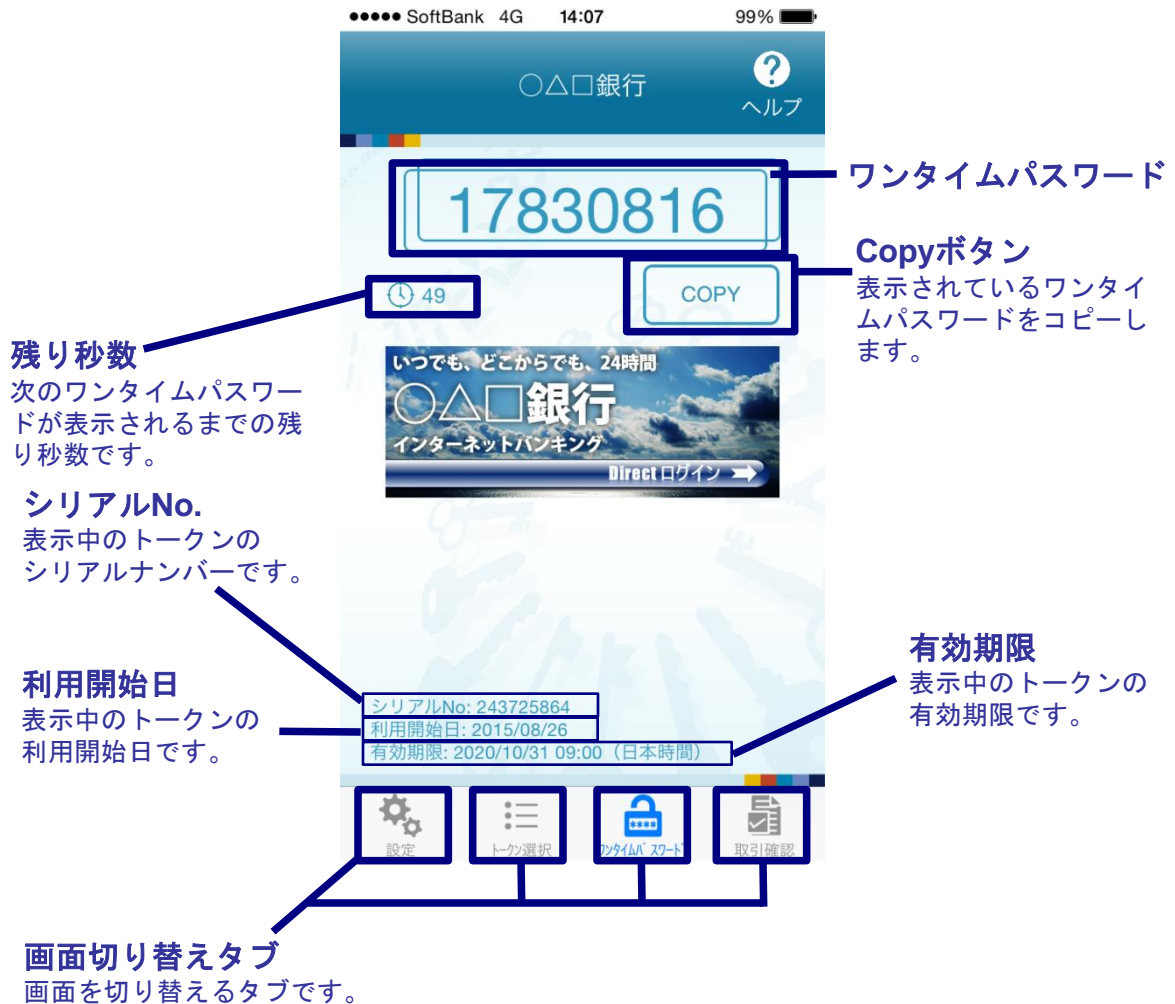 ●●●●● SoftBank 4G 14:07 99%
○△□銀行
?
ヘルプ
17830816
ワンタイムパスワード
49
COPY
Copyボタン
表示されているワンタイ
ムパスワードをコピーし
ます。
残り秒数
次のワンタイムパスワー
ドが表示されるまでの残
り秒数です。
いつでも、どこからでも、24時間
○△□銀行
インターネットバンキング
Direct ログイン
シリアルNo.
表示中のトークンの
シリアルナンバーです。
利用開始日
表示中のトークンの
利用開始日です。
有効期限
表示中のトークンの
有効期限です。
シリアルNo: 243725864
利用開始日: 2015/08/26
有効期限: 2020/10/31 09:00（日本時間）
設定
トークン選択
****
ワンタイムパスワード
取引確認
画面切り替えタブ
画面を切り替えるタブです。